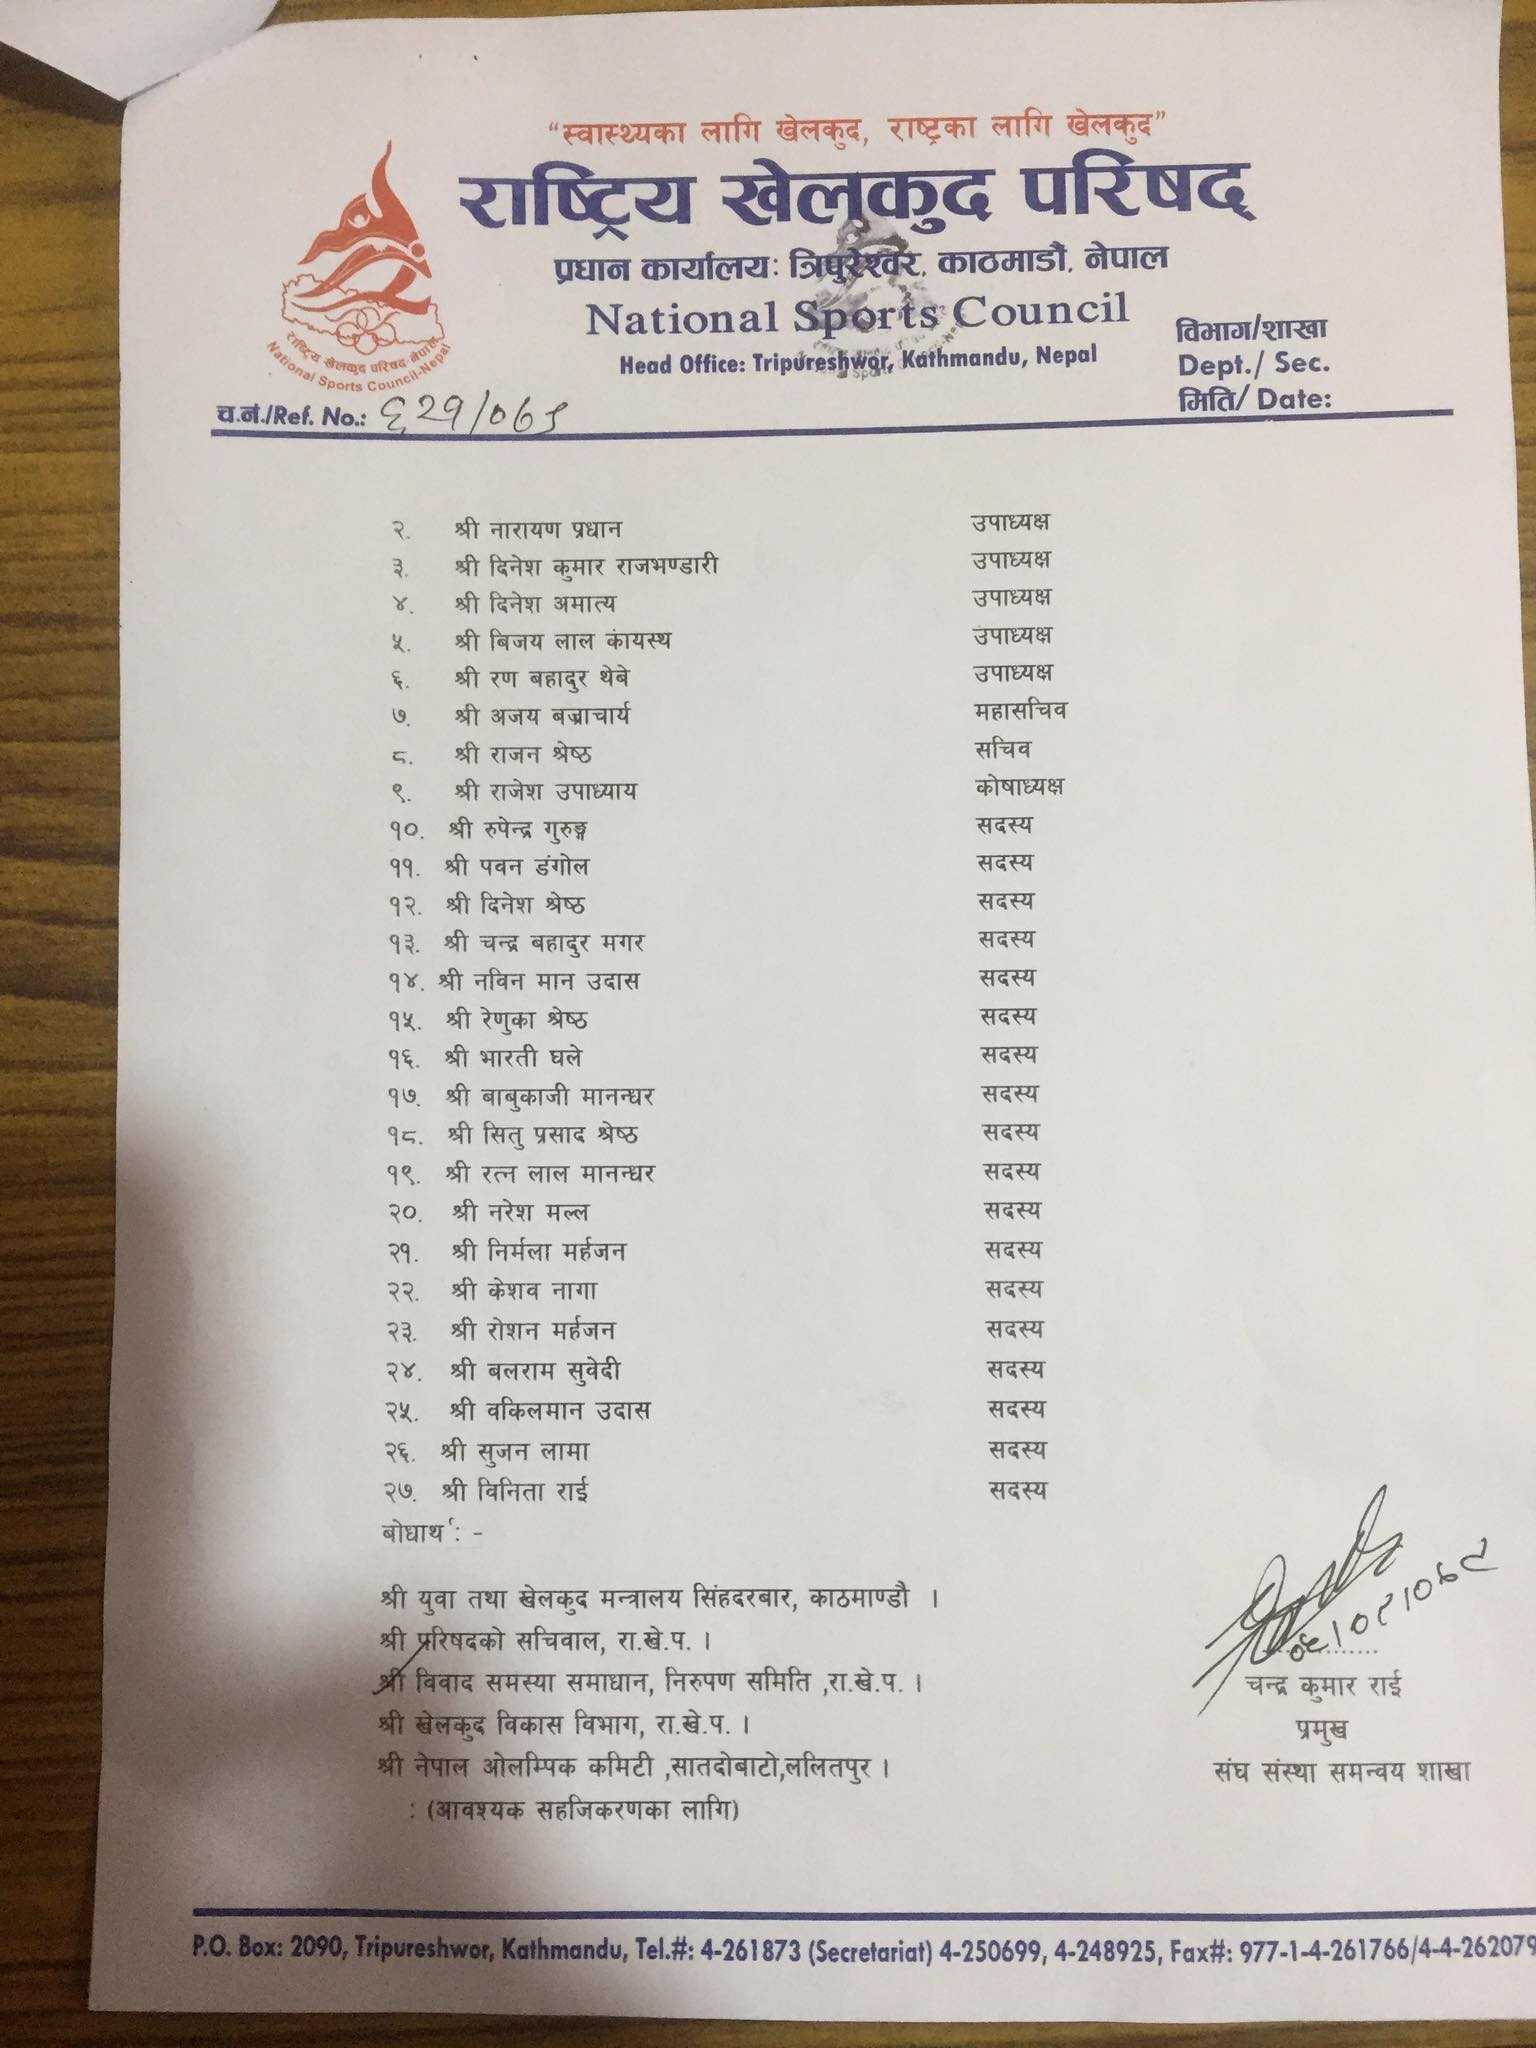 “स्वास्थ्यका लागि खेलकुद, राष्ट्रका लागि खेलकुद”
राष्ट्रिय खेलकुद परिषद्
प्रधान कार्यालय: त्रिपुरेश्वर, काठमाडौं, नेपाल
National Sports Council
Head Office: Tripureshwor, Kathmandu, Nepal
राष्ट्रिय खेलकुद परिषद्-नेपाल
National Sports Council-Nepal
विभाग/शाखा
Dept./ Sec.
मिति/ Date:
च.नं./Ref. No.:
२. श्री नारायण प्रधान उपाध्यक्ष
३. श्री दिनेश कुमार राजभण्डारी उपाध्यक्ष
४. श्री दिनेश अमात्य उपाध्यक्ष
५. श्री बिजय लाल कांयस्थ उपाध्यक्ष
६. श्री रण बहादुर थेबे उपाध्यक्ष
७. श्री अजय बज्राचार्य महासचिव
८. श्री राजन श्रेष्ठ सचिव
९. श्री राजेश उपाध्याय कोषाध्यक्ष
१०. श्री रुपेन्द्र गुरुङ्ग सदस्य
११. श्री पवन डंगोल सदस्य
१२. श्री दिनेश श्रेष्ठ सदस्य
१३. श्री चन्द्र बहादुर मगर सदस्य
१४. श्री नविन मान उदास सदस्य
१५. श्री रेणुका श्रेष्ठ सदस्य
१६. श्री भारती घले सदस्य
१७. श्री बाबुकाजी मानन्धर सदस्य
१८. श्री सितु प्रसाद श्रेष्ठ सदस्य
१९. श्री रत्न लाल मानन्धर सदस्य
२०. श्री नरेश मल्ल सदस्य
२१. श्री निर्मला मर्हजन सदस्य
२२. श्री केशव नागा सदस्य
२३. श्री रोशन मर्हजन सदस्य
२४. श्री बलराम सुवेदी सदस्य
२५. श्री वकिलमान उदास सदस्य
२६. श्री सुजन लामा सदस्य
२७. श्री विनिता राई सदस्य
बोधार्थ: -
श्री युवा तथा खेलकुद मन्त्रालय सिंहदरबार, काठमाण्डौ ।
श्री परिषदको सचिवाल, रा.खे.प. ।
श्री विवाद समस्या समाधान, निरुपण समिति ,रा.खे.प. ।
श्री खेलकुद विकास विभाग, रा.खे.प. ।
श्री नेपाल ओलम्पिक कमिटी ,सातदोबाटो,ललितपुर ।
: (आवश्यक सहजिकरणका लागि)
चन्द्र कुमार राई
प्रमुख
संघ संस्था समन्वय शाखा
P.O. Box: 2090, Tripureshwor, Kathmandu, Tel.#: 4-261873 (Secretariat) 4-250699, 4-248925, Fax#: 977-1-4-261766/4-4-262079